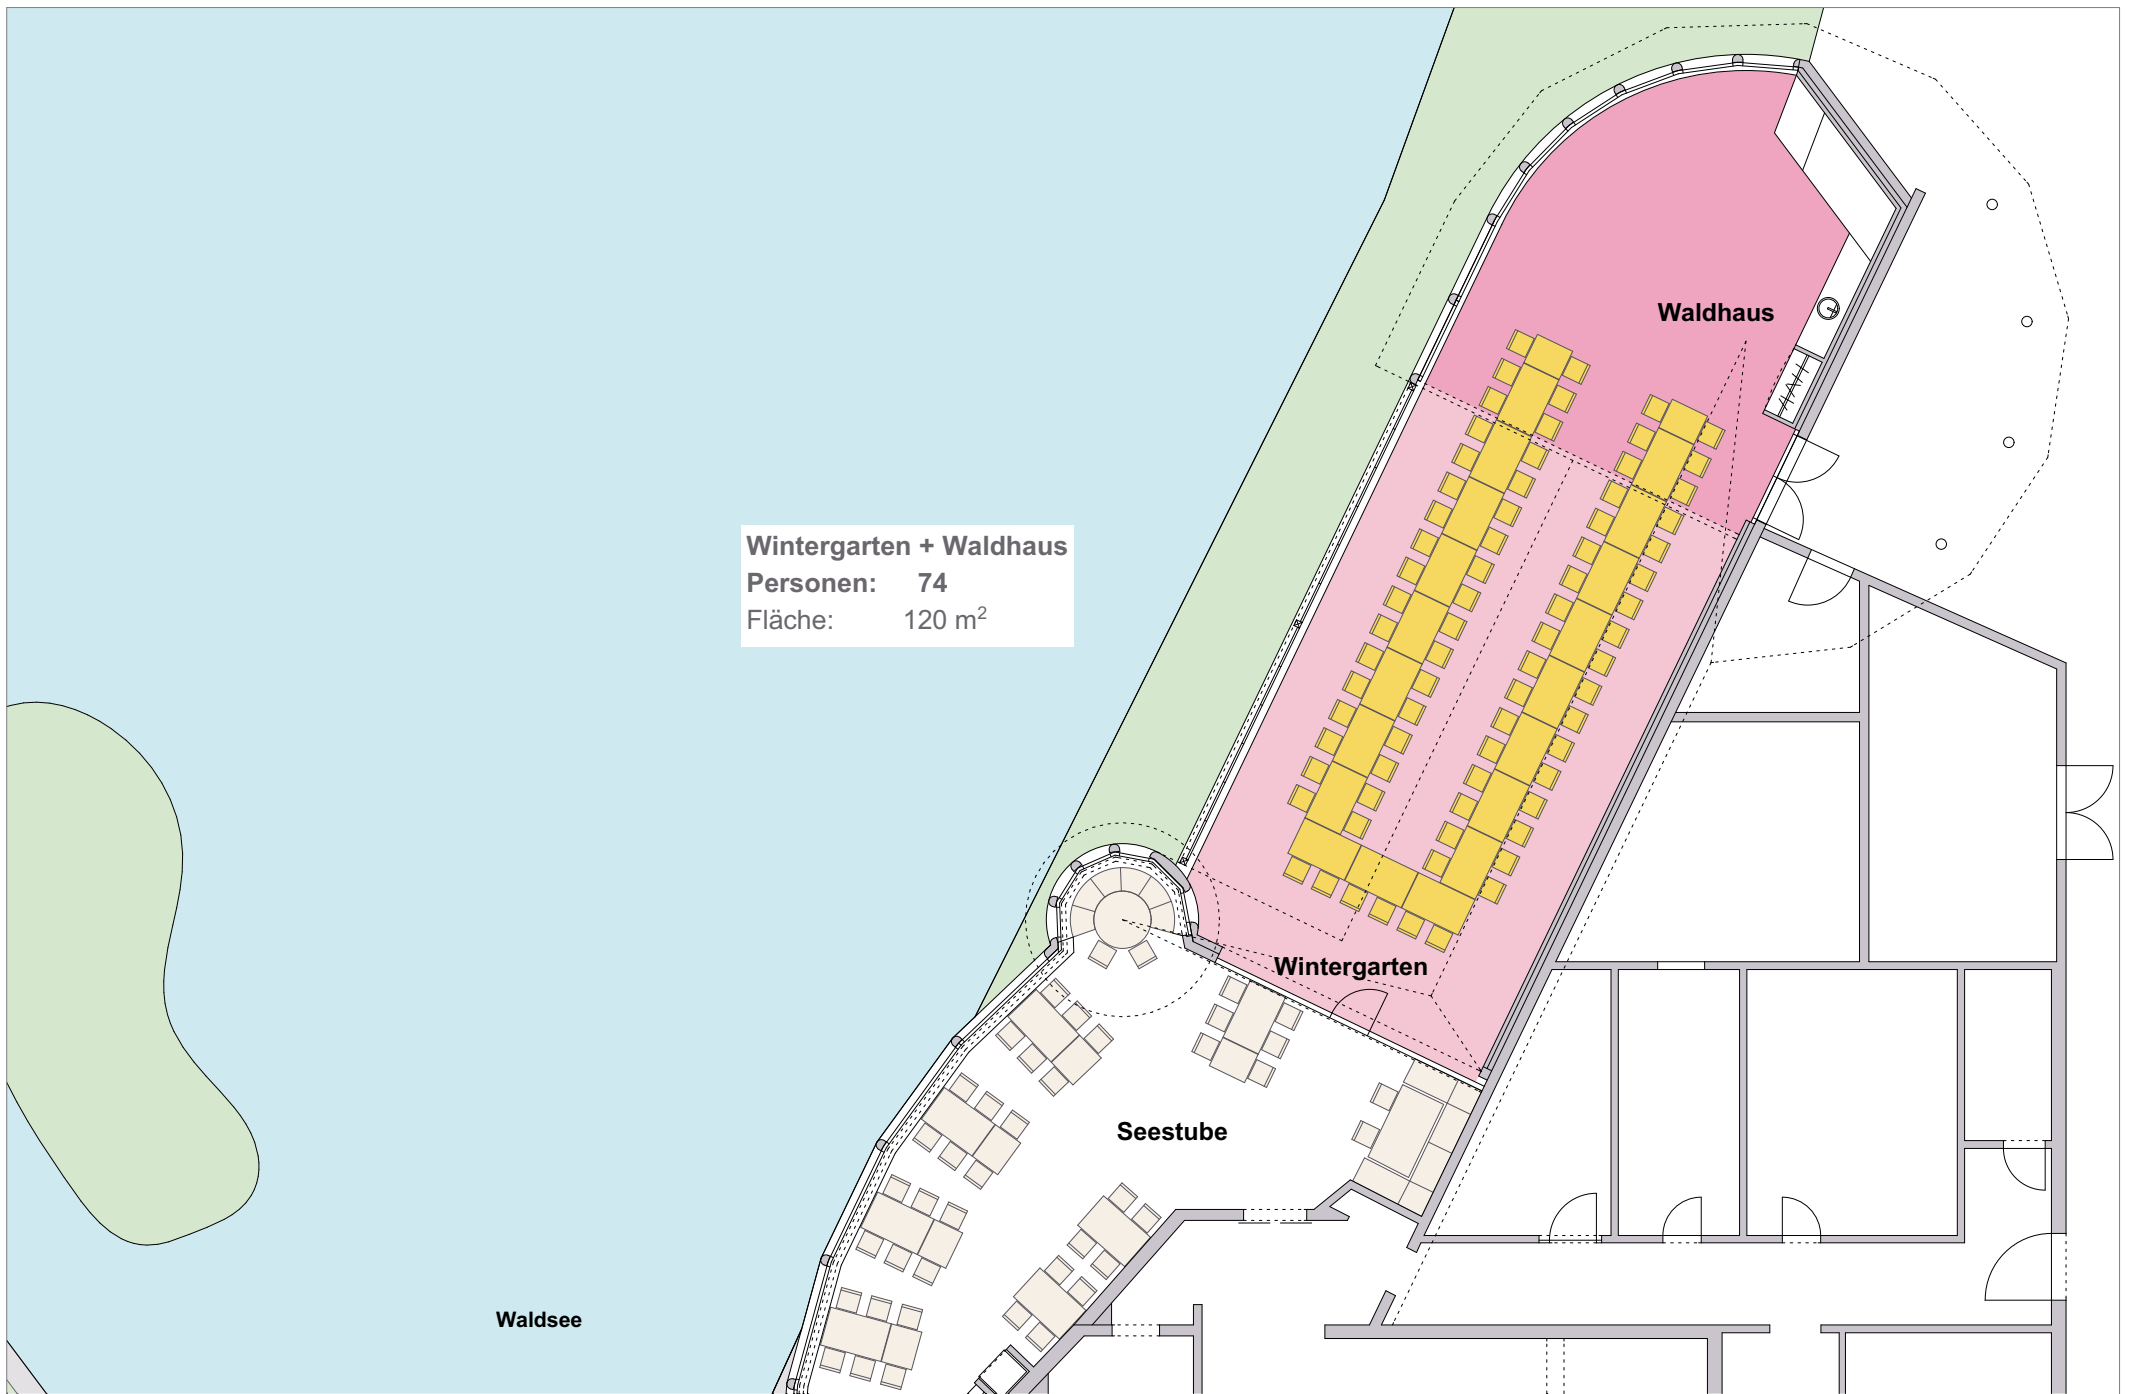 Waldhaus
Wintergarten + Waldhaus
Personen: 74
Fläche: 120 m²
Wintergarten
Seestube
Waldsee